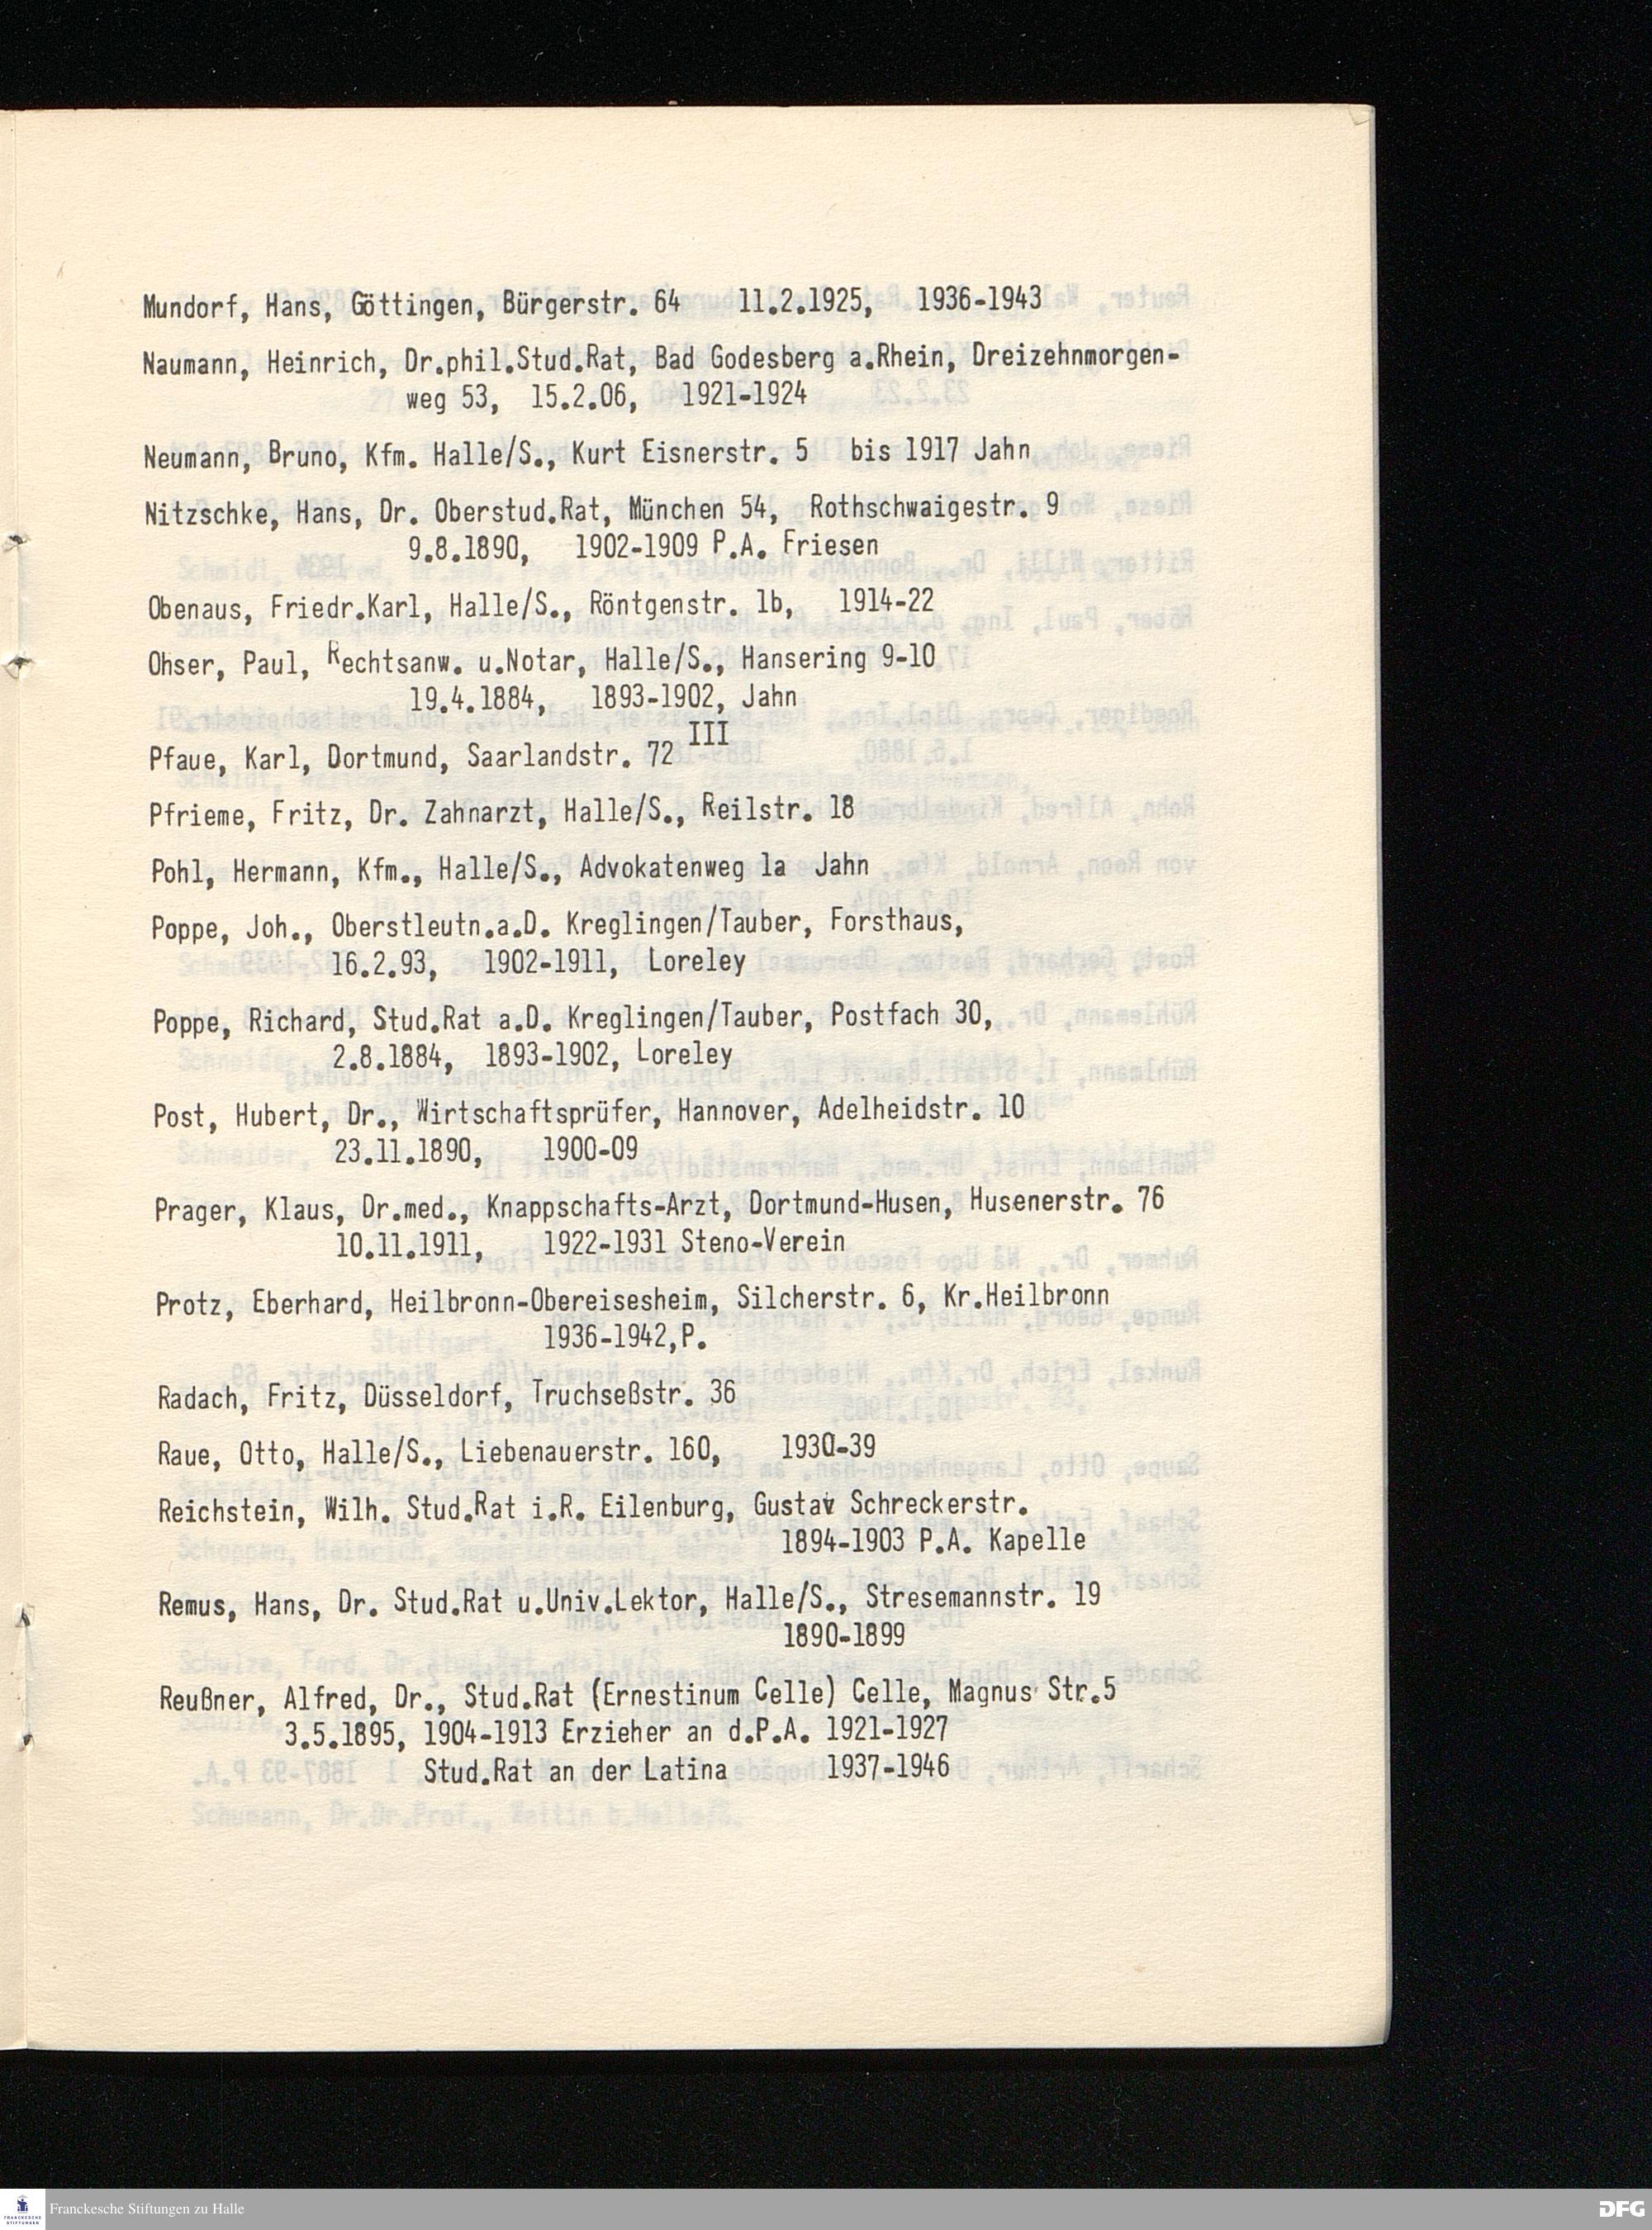 Mundorf, Hans, Göttingen, Bürgerstr. 64 11.2.1925, 1936-1943
Naumann, Heinrich, Dr.phil.Stud.Rat, Bad Godesberg a.Rhein, Dreizehnmorgen-
weg 53, 15.2.06, 1921-1924
Neumann, Bruno, Kfm. Halle/S., Kurt Eisnerstr. 5 bis 1917 Jahn
Nitzschke, Hans, Dr. Oberstud.Rat, München 54, Rothschwaigestr. 9
9.8.1890, 1902-1909 P.A. Friesen
Obenaus, Friedr.Karl, Halle/S., Röntgenstr. 1b, 1914-22
Ohser, Paul, Rechtsanw. u.Notar, Halle/S., Hansering 9-10
19.4.1884, 1893-1902, Jahn
Pfaue, Karl, Dortmund, Saarlandstr. 72 III
Pfrieme, Fritz, Dr. Zahnarzt, Halle/S., Reilstr. 18
Pohl, Hermann, Kfm., Halle/S., Advokatenweg 1a Jahn
Poppe, Joh., Oberstleutn.a.D. Kreglingen/Tauber, Forsthaus,
16.2.93, 1902-1911, Loreley
Poppe, Richard, Stud.Rat a.D. Kreglingen/Tauber, Postfach 30,
2.8.1884, 1893-1902, Loreley
Post, Hubert, Dr., Wirtschaftsprüfer, Hannover, Adelheidstr. 10
23.11.1890, 1900-09
Prager, Klaus, Dr.med., Knappschafts-Arzt, Dortmund-Husen, Husenerstr. 76
10.11.1911, 1922-1931 Steno-Verein
Protz, Eberhard, Heilbronn-Obereisesheim, Silcherstr. 6, Kr.Heilbronn
1936-1942,P.
Radach, Fritz, Düsseldorf, Truchseßstr. 36
Raue, Otto, Halle/S., Liebenauerstr. 160, 1930-39
Reichstein, Wilh. Stud.Rat i.R. Eilenburg, Gustav Schreckerstr.
1894-1903 P.A. Kapelle
Remus, Hans, Dr. Stud.Rat u.Univ.Lektor, Halle/S., Stresemannstr. 19
1890-1899
Reußner, Alfred, Dr., Stud.Rat (Ernestinum Celle) Celle, Magnus Str.5
3.5.1895, 1904-1913 Erzieher an d.P.A. 1921-1927
Stud.Rat an der Latina 1937-1946
Franckesche Stiftungen zu Halle
FRANCKESCHE
STIFTUNGEN
DFG